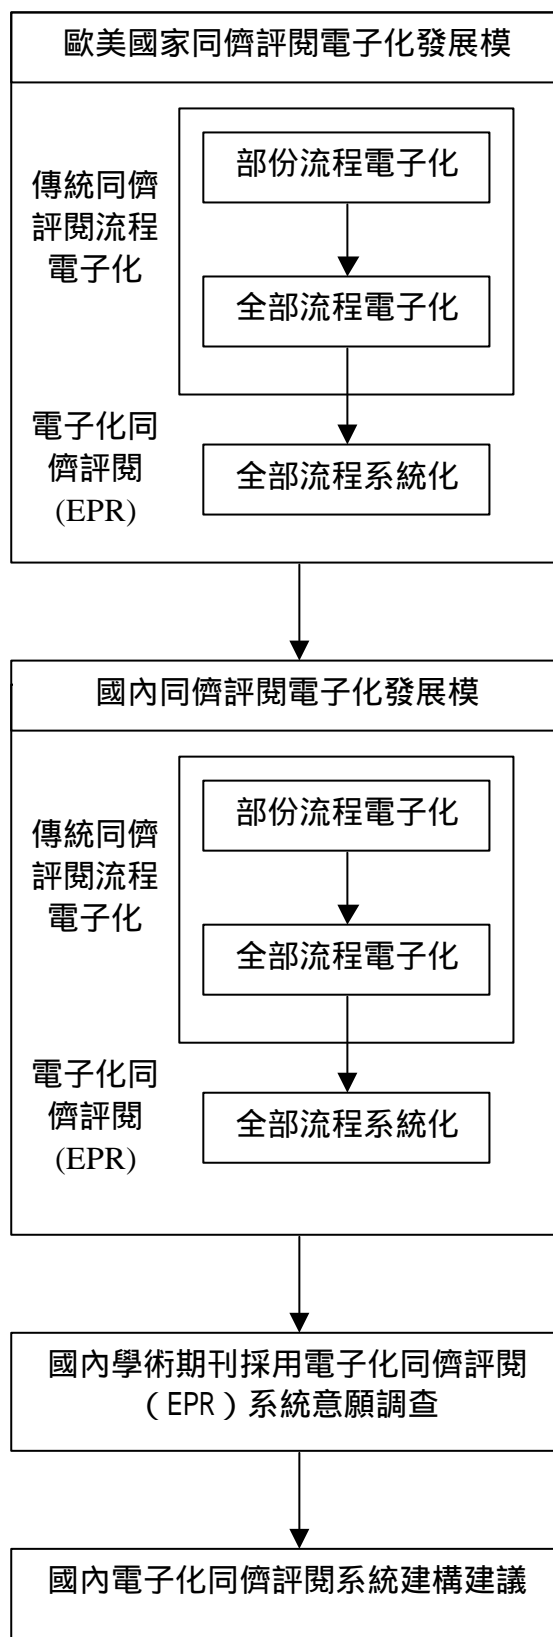 歐美國家同儕評閱電子化發展模
部份流程電子化
傳統同儕
評閱流程
電子化
全部流程電子化
電子化同
儕評閱
(EPR)
全部流程系統化
國內同儕評閱電子化發展模
部份流程電子化
傳統同儕
評閱流程
電子化
全部流程電子化
電子化同
儕評閱
(EPR)
全部流程系統化
國內學術期刊採用電子化同儕評閱
（EPR）系統意願調查
國內電子化同儕評閱系統建構建議